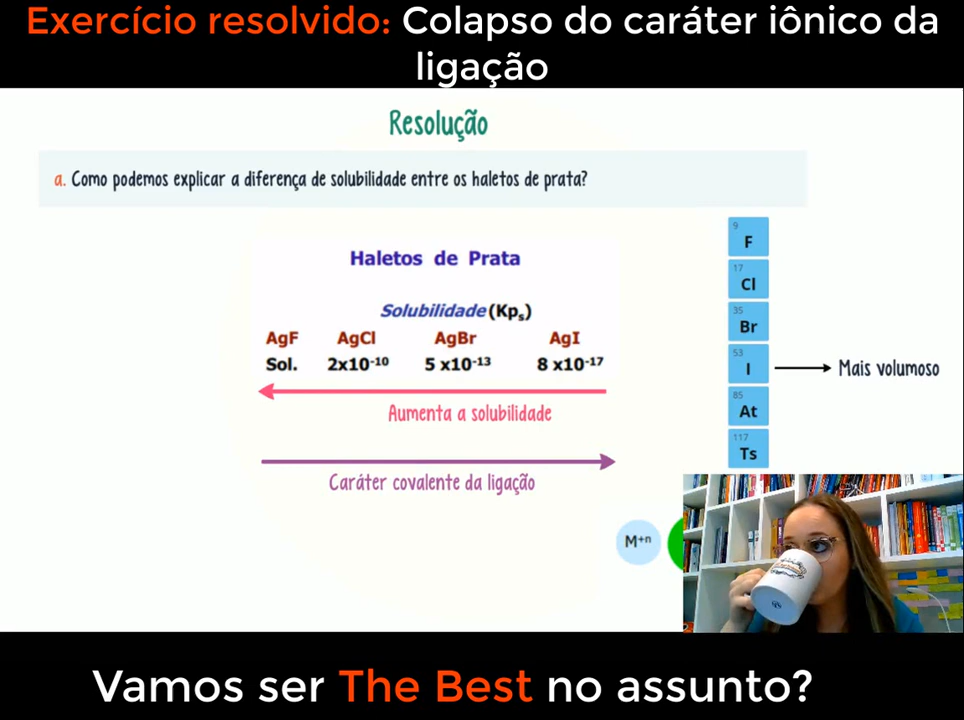 Exercício resolvido: Colapso do caráter iônico da
ligação
Resolução
a. Como podemos explicar a diferença de solubilidade entre os haletos de prata?
Haletos de Prata
Solubilidade (Kps)
AgF AgCl AgBr AgI
Sol. 2x10⁻¹⁰ 5 x10⁻¹³ 8 x10⁻¹⁷
Aumenta a solubilidade
Caráter covalente da ligação
9
F
17
Cl
35
Br
53
I
Mais volumoso
85
At
117
Ts
M⁺ⁿ
Vamos ser The Best no assunto?